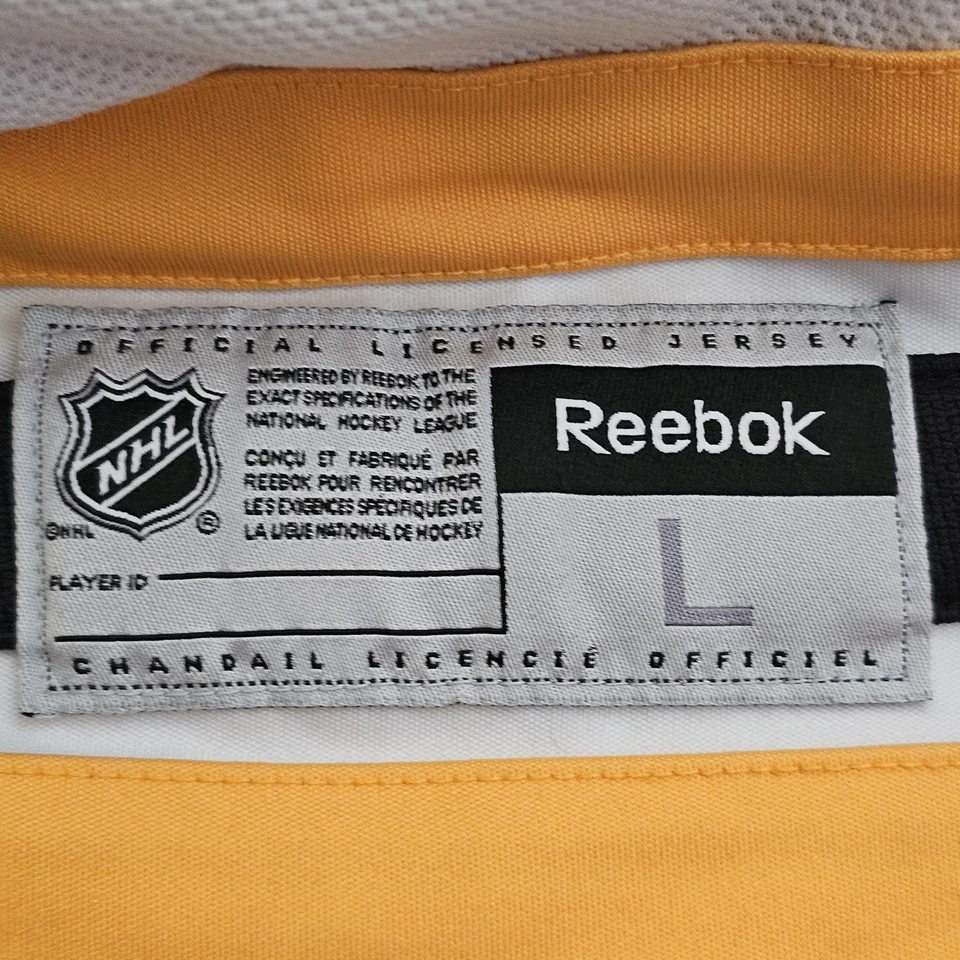 OFFICIAL LICENSED JERSEY
NHL
©NHL
®
ENGINEERED BY REEBOK TO THE
EXACT SPECIFICATIONS OF THE
NATIONAL HOCKEY LEAGUE
CONÇU ET FABRIQUÉ PAR
REEBOK POUR RENCONTRER
LES EXIGENCES SPÉCIFIQUES DE
LA LIGUE NATIONAL DE HOCKEY
Reebok
L
PLAYER ID
CHANDAIL LICENCIÉ OFFICIEL